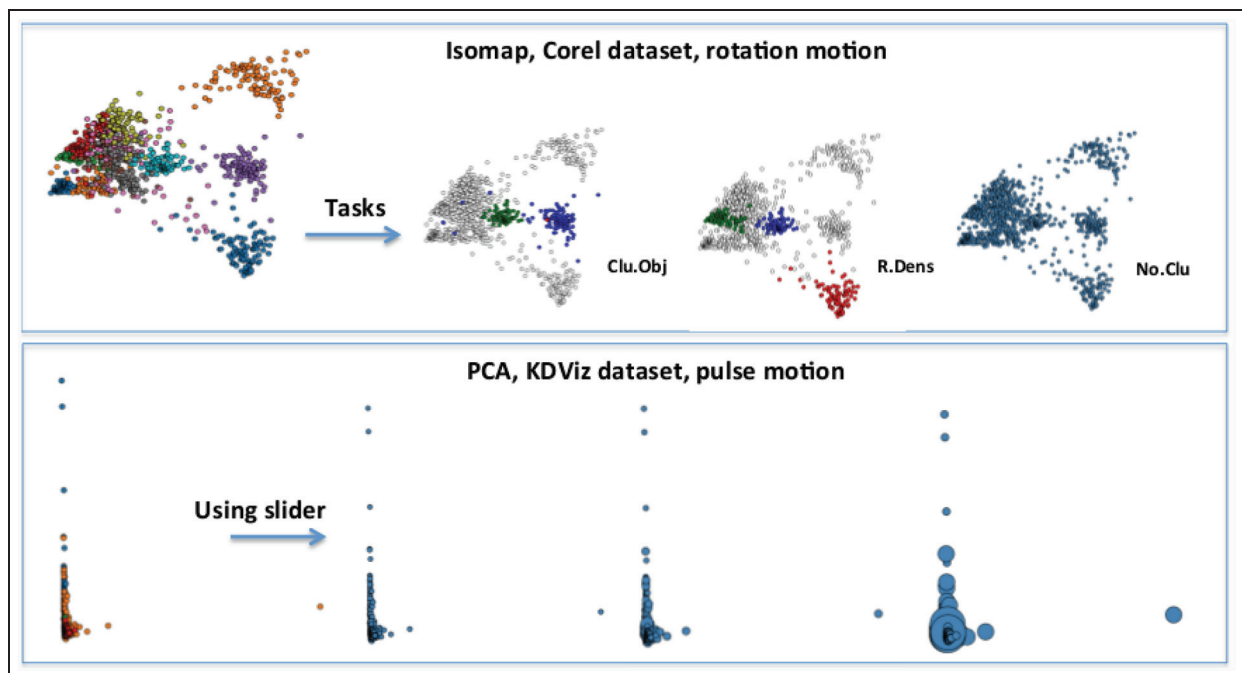 Isomap, Corel dataset, rotation motion
Tasks
Clu.Obj
R.Dens
No.Clu
PCA, KDViz dataset, pulse motion
Using slider